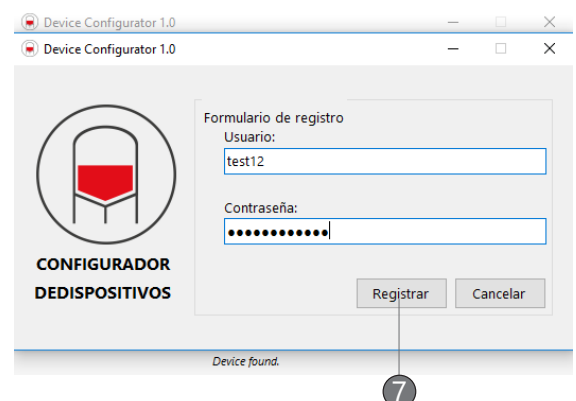 Device Configurator 1.0
Device Configurator 1.0
Formulario de registro
Usuario:
test12
Contraseña:
●●●●●●●●●●●●
CONFIGURADOR
DEDISPOSITIVOS
Registrar Cancelar
Device found.
7